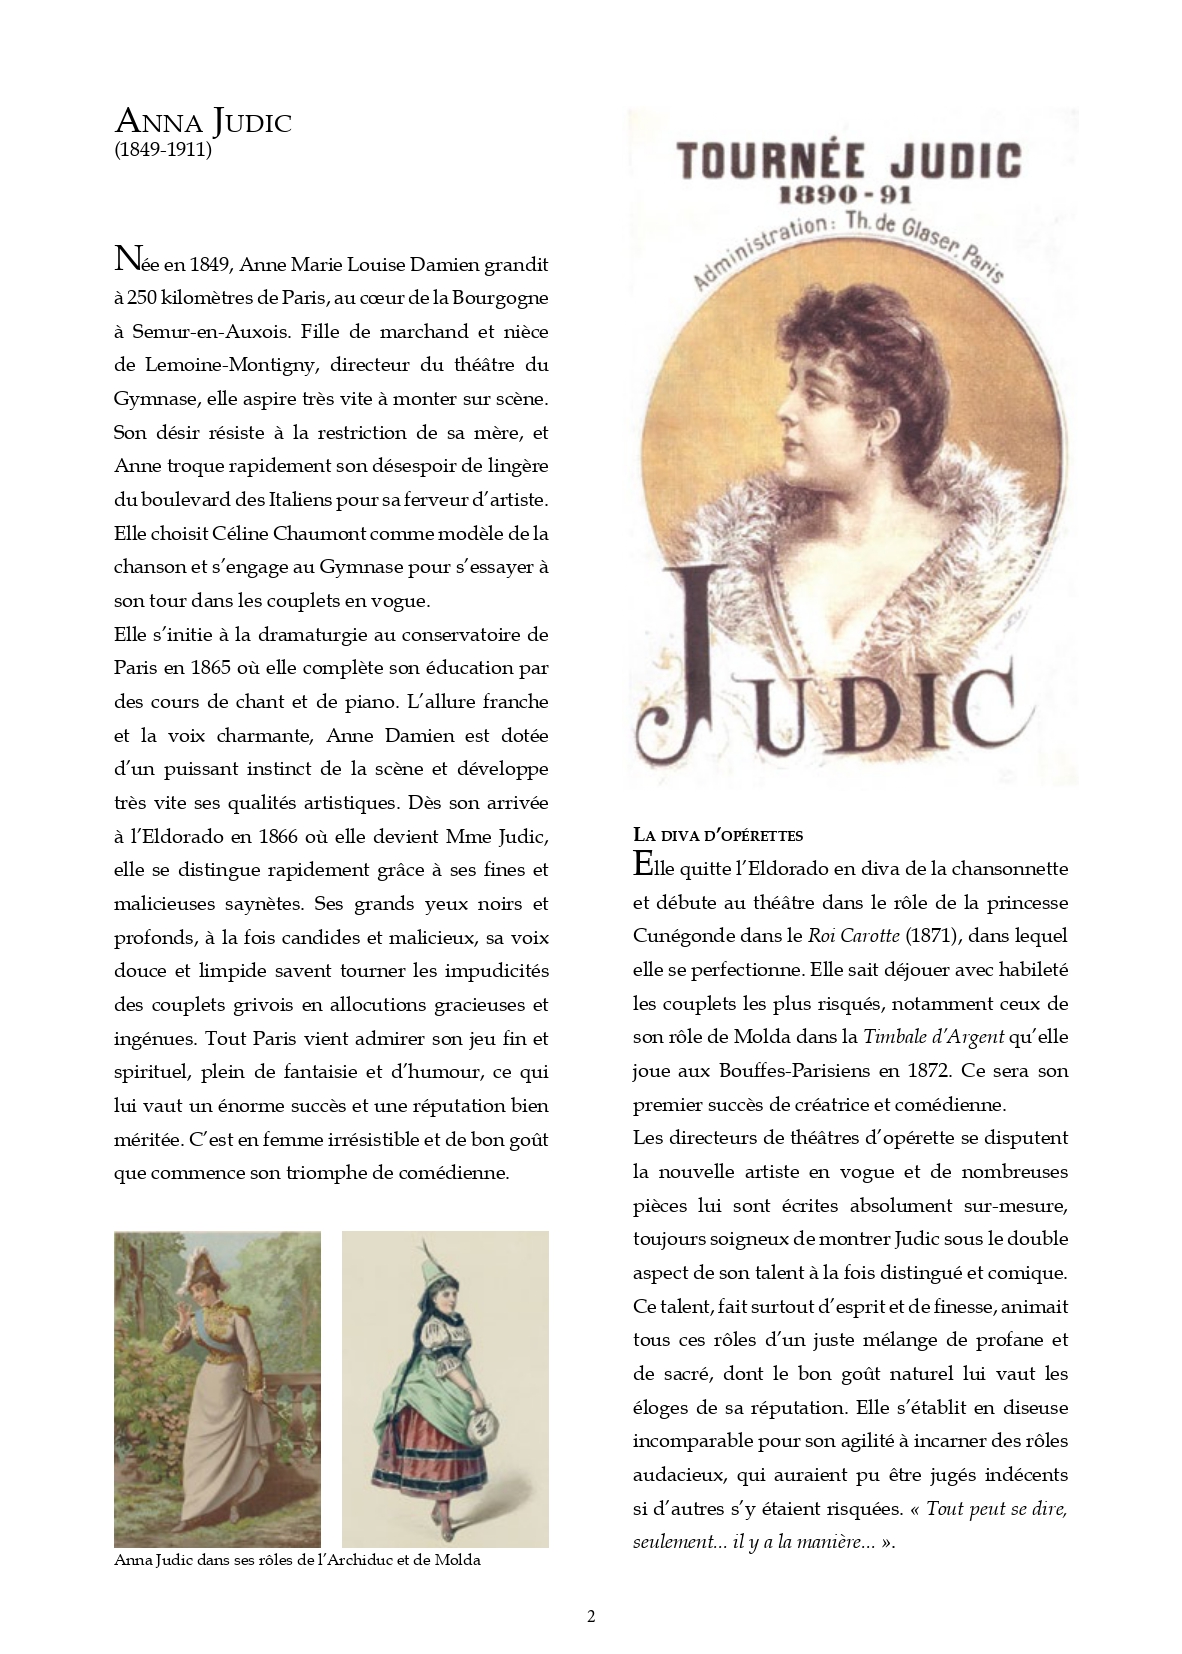 Anna Judic
(1849-1911)
Née en 1849, Anne Marie Louise Damien grandit
à 250 kilomètres de Paris, au cœur de la Bourgogne
à Semur-en-Auxois. Fille de marchand et nièce
de Lemoine-Montigny, directeur du théâtre du
Gymnase, elle aspire très vite à monter sur scène.
Son désir résiste à la restriction de sa mère, et
Anne troque rapidement son désespoir de lingère
du boulevard des Italiens pour sa ferveur d'artiste.
Elle choisit Céline Chaumont comme modèle de la
chanson et s'engage au Gymnase pour s'essayer à
son tour dans les couplets en vogue.
Elle s'initie à la dramaturgie au conservatoire de
Paris en 1865 où elle complète son éducation par
des cours de chant et de piano. L'allure franche
et la voix charmante, Anne Damien est dotée
d'un puissant instinct de la scène et développe
très vite ses qualités artistiques. Dès son arrivée
à l'Eldorado en 1866 où elle devient Mme Judic,
elle se distingue rapidement grâce à ses fines et
malicieuses saynètes. Ses grands yeux noirs et
profonds, à la fois candides et malicieux, sa voix
douce et limpide savent tourner les impudicités
des couplets grivois en allocutions gracieuses et
ingénues. Tout Paris vient admirer son jeu fin et
spirituel, plein de fantaisie et d'humour, ce qui
lui vaut un énorme succès et une réputation bien
méritée. C'est en femme irrésistible et de bon goût
que commence son triomphe de comédienne.
Anna Judic dans ses rôles de l'Archiduc et de Molda
TOURNÉE JUDIC
1890-91
Administration: Th. de Glaser, Paris
JUDIC
La diva d'opérettes
Elle quitte l'Eldorado en diva de la chansonnette
et débute au théâtre dans le rôle de la princesse
Cunégonde dans le Roi Carotte (1871), dans lequel
elle se perfectionne. Elle sait déjouer avec habileté
les couplets les plus risqués, notamment ceux de
son rôle de Molda dans la Timbale d'Argent qu'elle
joue aux Bouffes-Parisiens en 1872. Ce sera son
premier succès de créatrice et comédienne.
Les directeurs de théâtres d'opérette se disputent
la nouvelle artiste en vogue et de nombreuses
pièces lui sont écrites absolument sur-mesure,
toujours soigneux de montrer Judic sous le double
aspect de son talent à la fois distingué et comique.
Ce talent, fait surtout d'esprit et de finesse, animait
tous ces rôles d'un juste mélange de profane et
de sacré, dont le bon goût naturel lui vaut les
éloges de sa réputation. Elle s'établit en diseuse
incomparable pour son agilité à incarner des rôles
audacieux, qui auraient pu être jugés indécents
si d'autres s'y étaient risquées. « Tout peut se dire,
seulement... il y a la manière... ».
2